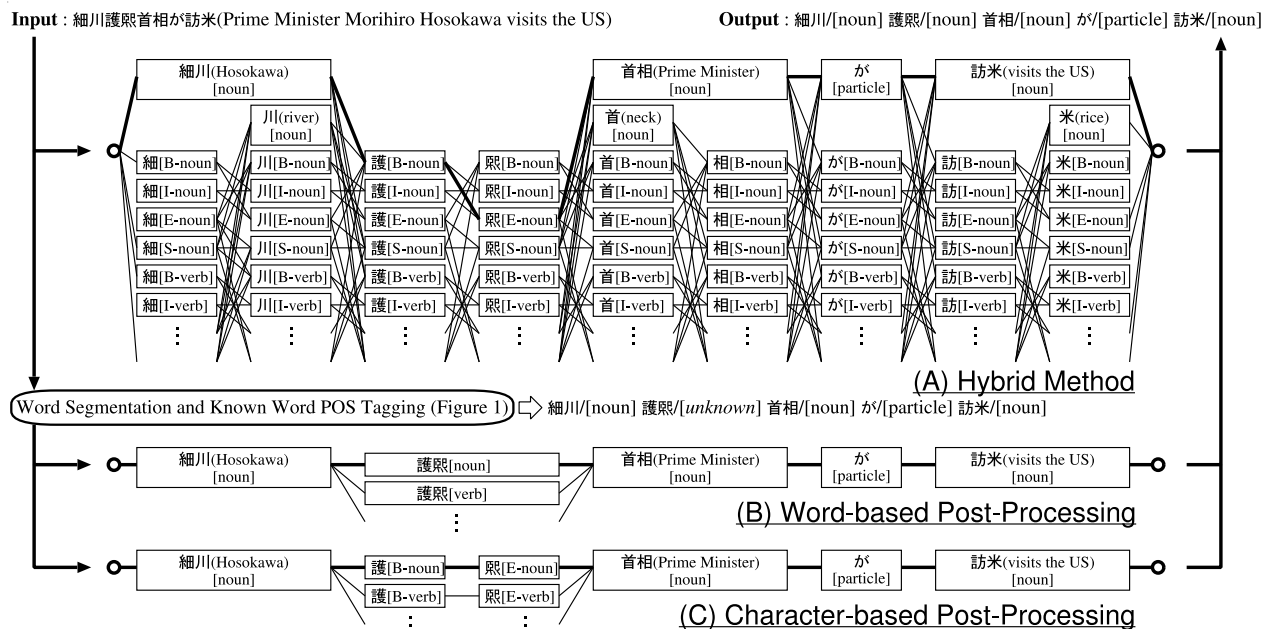 Input : 細川護熙首相が訪米(Prime Minister Morihiro Hosokawa visits the US)
Output : 細川/[noun] 護熙/[noun] 首相/[noun] が/[particle] 訪米/[noun]
細川(Hosokawa) 首相(Prime Minister) が 訪米(visits the US)
[noun] [noun] [particle] [noun]
川(river) 首(neck) 米(rice)
[noun] [noun] [noun]
細[B-noun] 川[B-noun] 護[B-noun] 熙[B-noun] 首[B-noun] 相[B-noun] が[B-noun] 訪[B-noun] 米[B-noun]
細[I-noun] 川[I-noun] 護[I-noun] 熙[I-noun] 首[I-noun] 相[I-noun] が[I-noun] 訪[I-noun] 米[I-noun]
細[E-noun] 川[E-noun] 護[E-noun] 熙[E-noun] 首[E-noun] 相[E-noun] が[E-noun] 訪[E-noun] 米[E-noun]
細[S-noun] 川[S-noun] 護[S-noun] 熙[S-noun] 首[S-noun] 相[S-noun] が[S-noun] 訪[S-noun] 米[S-noun]
細[B-verb] 川[B-verb] 護[B-verb] 熙[B-verb] 首[B-verb] 相[B-verb] が[B-verb] 訪[B-verb] 米[B-verb]
細[I-verb] 川[I-verb] 護[I-verb] 熙[I-verb] 首[I-verb] 相[I-verb] が[I-verb] 訪[I-verb] 米[I-verb]
(A) Hybrid Method
Word Segmentation and Known Word POS Tagging (Figure 1) 細川/[noun] 護熙/[unknown] 首相/[noun] が/[particle] 訪米/[noun]
細川(Hosokawa) 護熙[noun] 首相(Prime Minister) が 訪米(visits the US)
[noun] [noun] [particle] [noun]
護熙[verb]
(B) Word-based Post-Processing
細川(Hosokawa) 護[B-noun] 熙[E-noun] 首相(Prime Minister) が 訪米(visits the US)
[noun] [noun] [particle] [noun]
護[B-verb] 熙[E-verb]
(C) Character-based Post-Processing